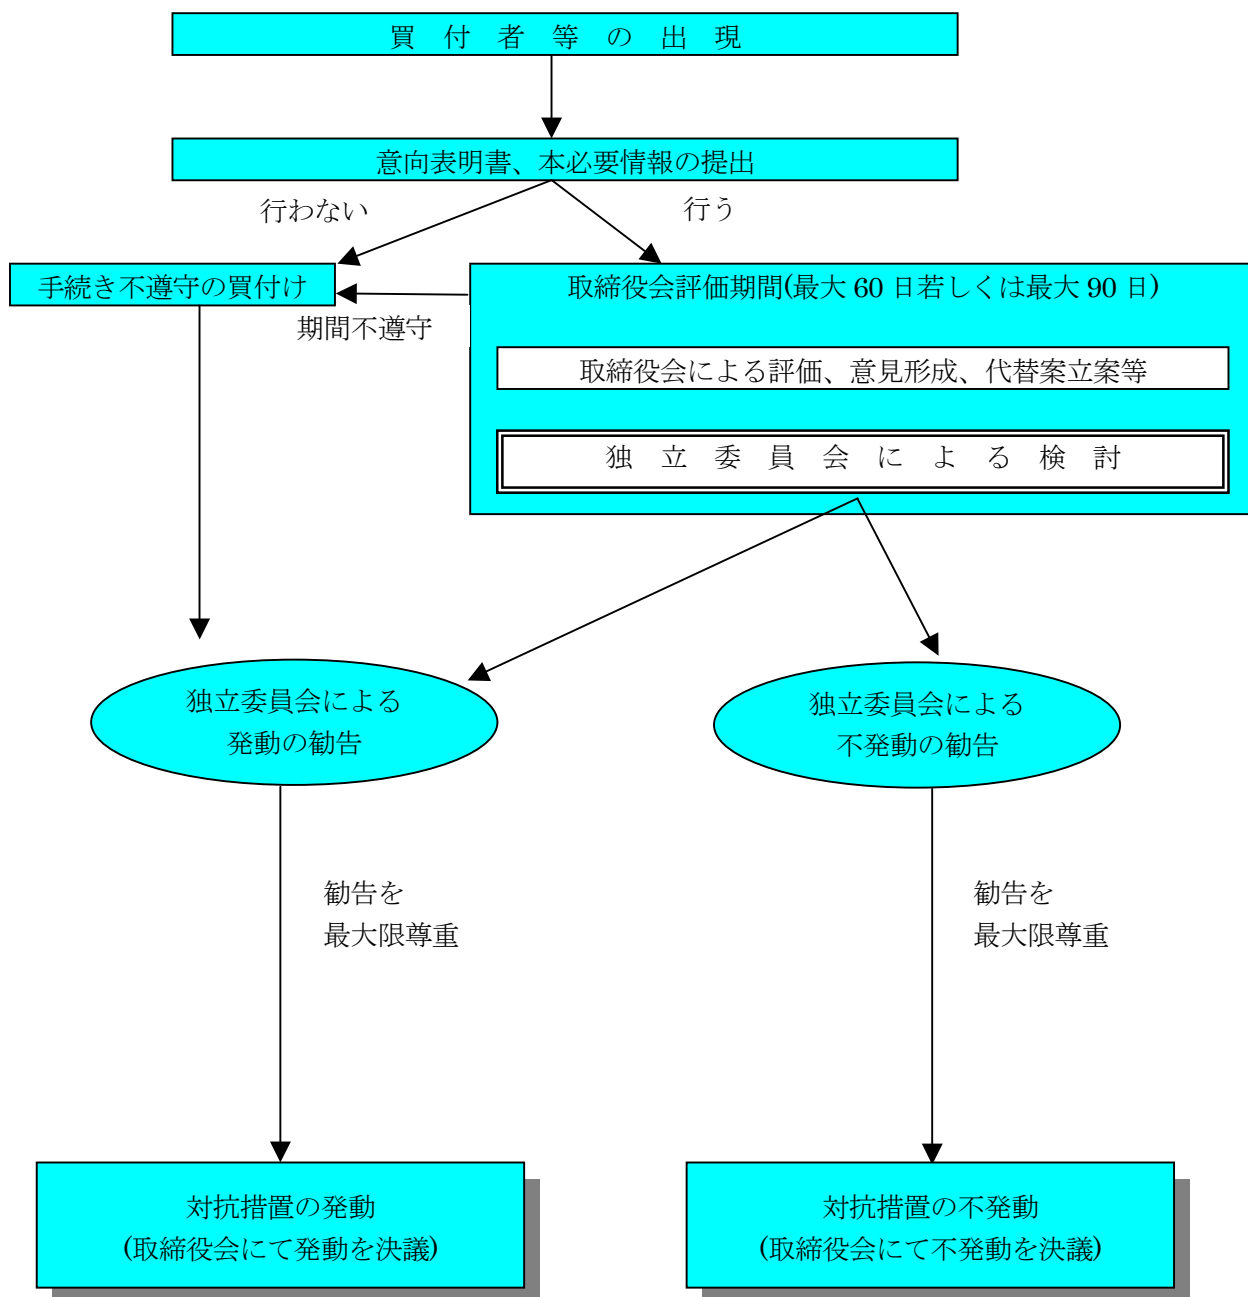 買付者等の出現
意向表明書、本必要情報の提出
行わない
行う
手続き不遵守の買付け
取締役会評価期間(最大 60 日若しくは最大 90 日)
期間不遵守
取締役会による評価、意見形成、代替案立案等
独立委員会による検討
独立委員会による
発動の勧告
独立委員会による
不発動の勧告
勧告を
最大限尊重
勧告を
最大限尊重
対抗措置の発動
(取締役会にて発動を決議)
対抗措置の不発動
(取締役会にて不発動を決議)